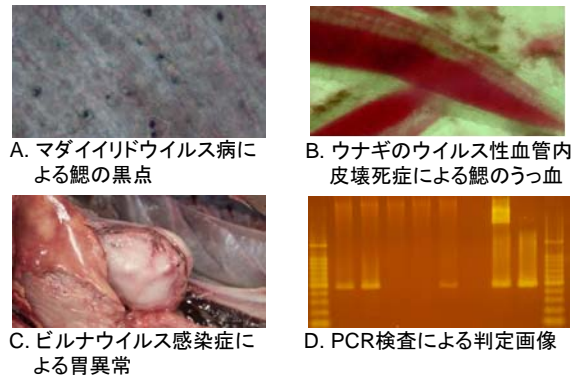 A. マダイイリドウイルス病に
よる鰓の黒点
B. ウナギのウイルス性血管内
皮壊死症による鰓のうっ血
C. ビルナウイルス感染症に
よる胃異常
D. PCR検査による判定画像